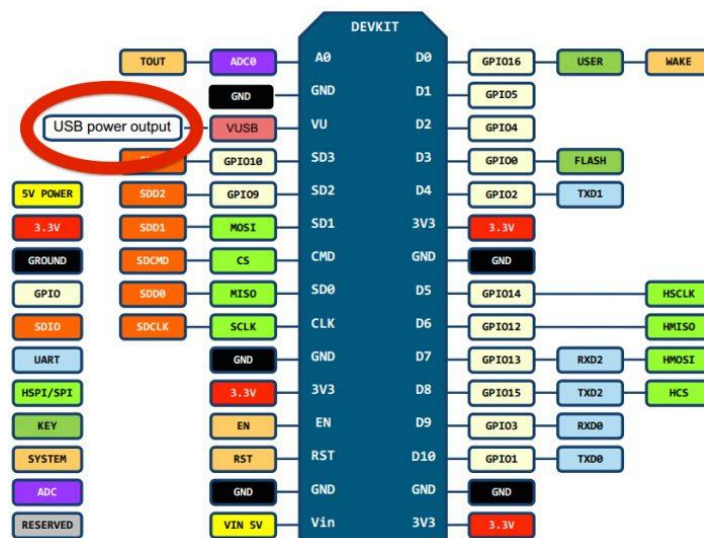 DEVKIT
TOUT ADC0 A0 D0 GPIO16 USER WAKE
GND GND D1 GPIO5
USB power output VUSB VU D2 GPIO4
GPIO10 SD3 D3 GPIO0 FLASH
5V POWER SDD2 GPIO9 SD2 D4 GPIO2 TXD1
3.3V SDD1 MOSI SD1 3V3 3.3V
GROUND SDCMD CS CMD GND GND
GPIO SDD0 MISO SD0 D5 GPIO14 HSCLK
SDIO SDCLK SCLK CLK D6 GPIO12 HMISO
UART GND GND D7 GPIO13 RXD2 HMOSI
HSPI/SPI 3.3V 3V3 D8 GPIO15 TXD2 HCS
KEY EN EN D9 GPIO3 RXD0
SYSTEM RST RST D10 GPIO1 TXD0
ADC GND GND GND GND
RESERVED VIN 5V Vin 3V3 3.3V